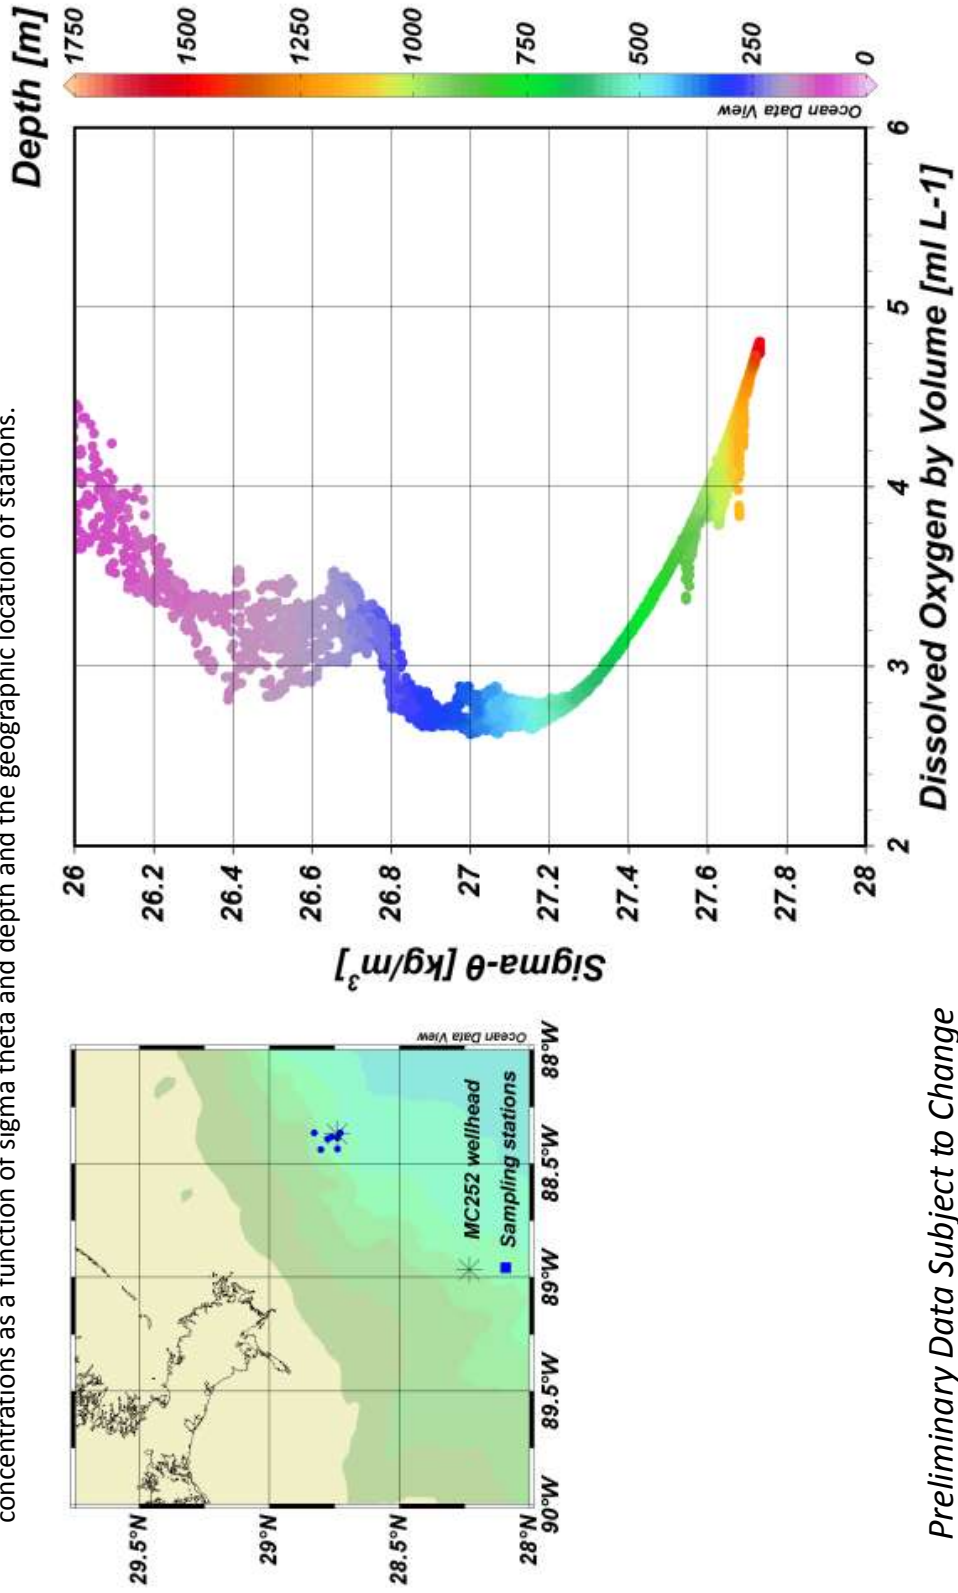 concentrations as a function of sigma theta and depth and the geographic location of stations.
29.5°N
29°N
28.5°N
28°N
90°W
89.5°W
89°W
88.5°W
88°W
MC252 wellhead
Sampling stations
Ocean Data View
Sigma-θ [kg/m³]
26
26.2
26.4
26.6
26.8
27
27.2
27.4
27.6
27.8
28
2
3
4
5
6
Dissolved Oxygen by Volume [ml L-1]
Depth [m]
1750
1500
1250
1000
750
500
250
0
Ocean Data View
Preliminary Data Subject to Change